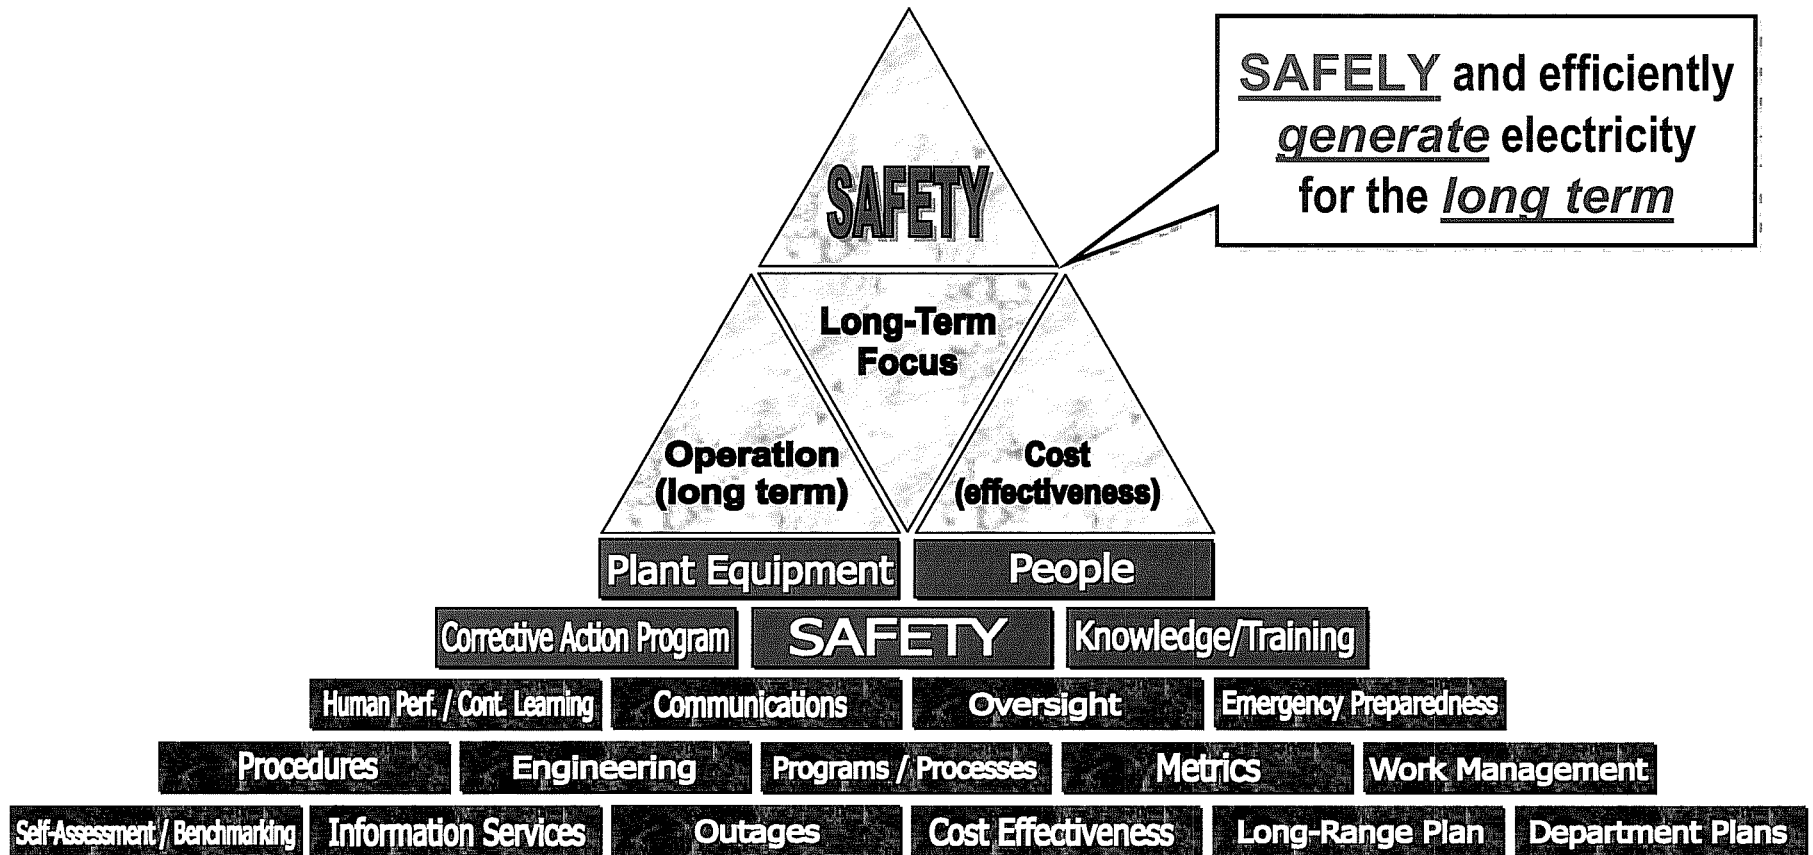 SAFELY and efficiently
generate electricity
for the long term
SAFETY
Long-Term
Focus
Operation
(long term)
Cost
(effectiveness)
Plant Equipment
People
Corrective Action Program
SAFETY
Knowledge/Training
Human Perf. / Cont. Learning
Communications
Oversight
Emergency Preparedness
Procedures
Engineering
Programs / Processes
Metrics
Work Management
Self-Assessment / Benchmarking
Information Services
Outages
Cost Effectiveness
Long-Range Plan
Department Plans